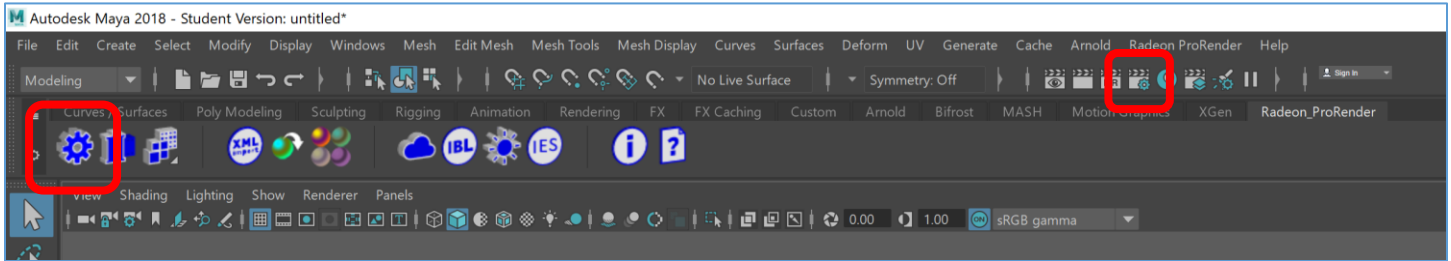 Autodesk Maya 2018 - Student Version: untitled*
File Edit Create Select Modify Display Windows Mesh Edit Mesh Mesh Tools Mesh Display Curves Surfaces Deform UV Generate Cache Arnold Radeon ProRender Help
Modeling No Live Surface Symmetry: Off Sign In
Curves / Surfaces Poly Modeling Sculpting Rigging Animation Rendering FX FX Caching Custom Arnold Bifrost MASH Motion Graphics XGen Radeon_ProRender
XML export IBL IES i ?
View Shading Lighting Show Renderer Panels
0.00 1.00 ON sRGB gamma